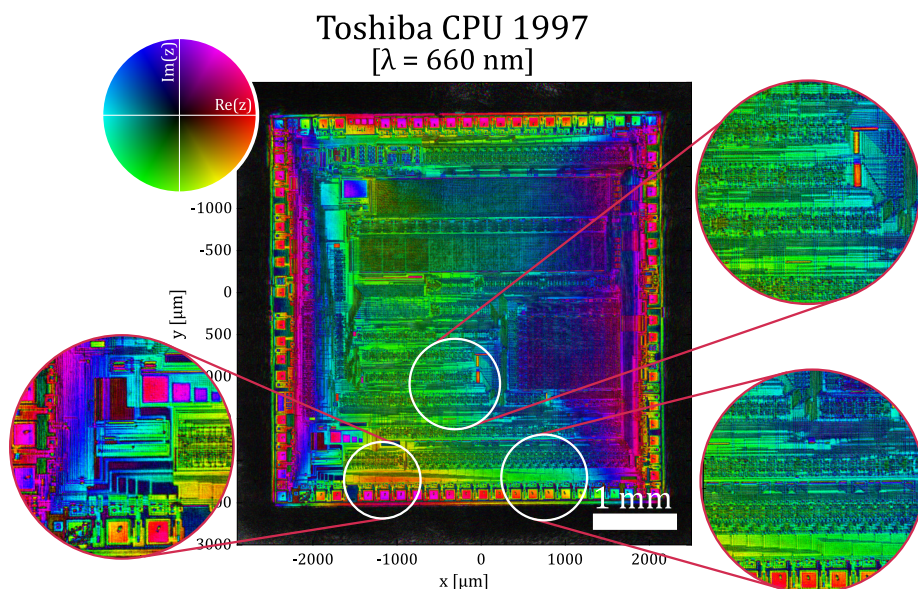 Toshiba CPU 1997
[λ = 660 nm]
Im(z)
Re(z)
-1000
-500
0
500
3000
y [µm]
1 mm
-2000
-1000
0
1000
2000
x [µm]